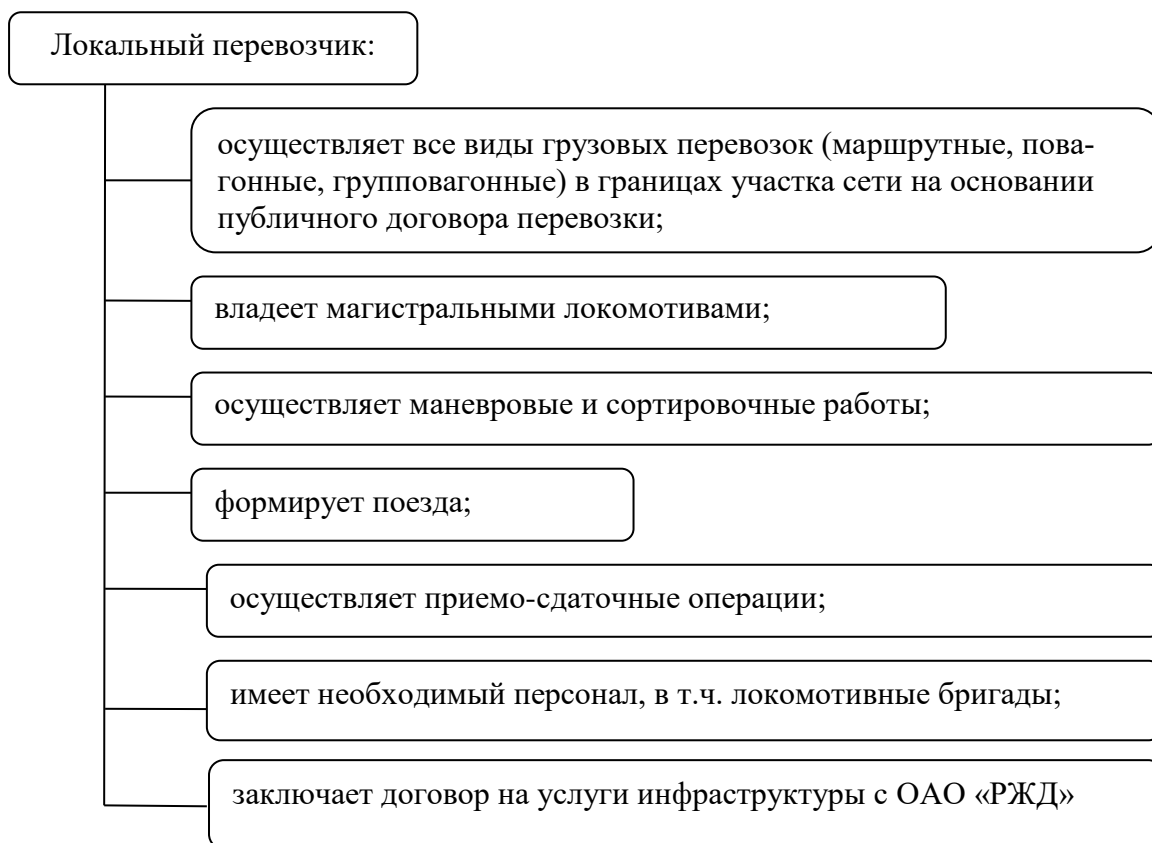 Локальный перевозчик:
осуществляет все виды грузовых перевозок (маршрутные, пова-
гонные, групповагонные) в границах участка сети на основании
публичного договора перевозки;
владеет магистральными локомотивами;
осуществляет маневровые и сортировочные работы;
формирует поезда;
осуществляет приемо-сдаточные операции;
имеет необходимый персонал, в т.ч. локомотивные бригады;
заключает договор на услуги инфраструктуры с ОАО «РЖД»